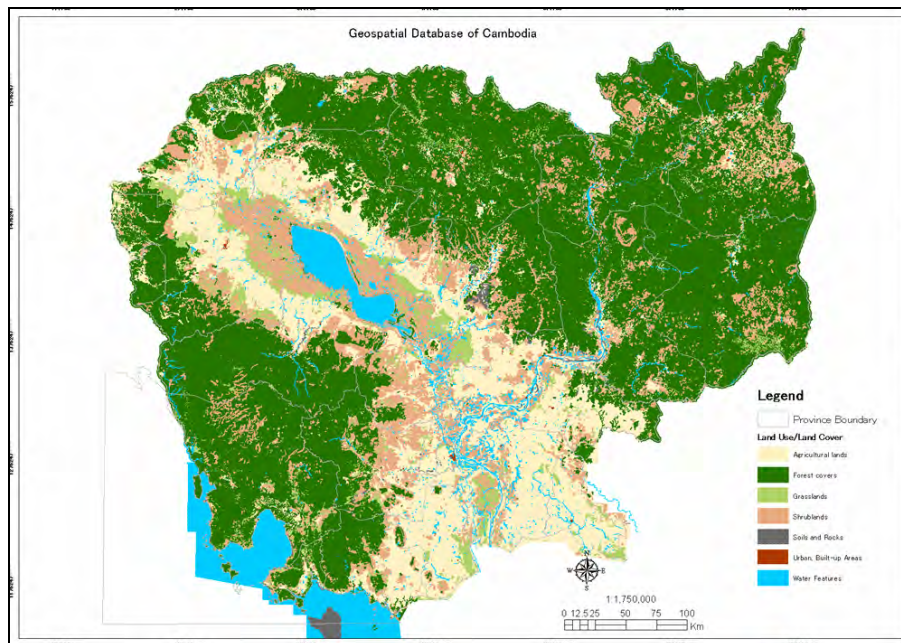 Geospatial Database of Cambodia
Legend
Province Boundary
Land Use/Land Cover
Agricultural lands
Forest covers
Grasslands
Shrublands
Soils and Rocks
Urban, Built-up Areas
Water Features
N
W E
S
1:1,750,000
0 12.5 25 50 75 100
Km